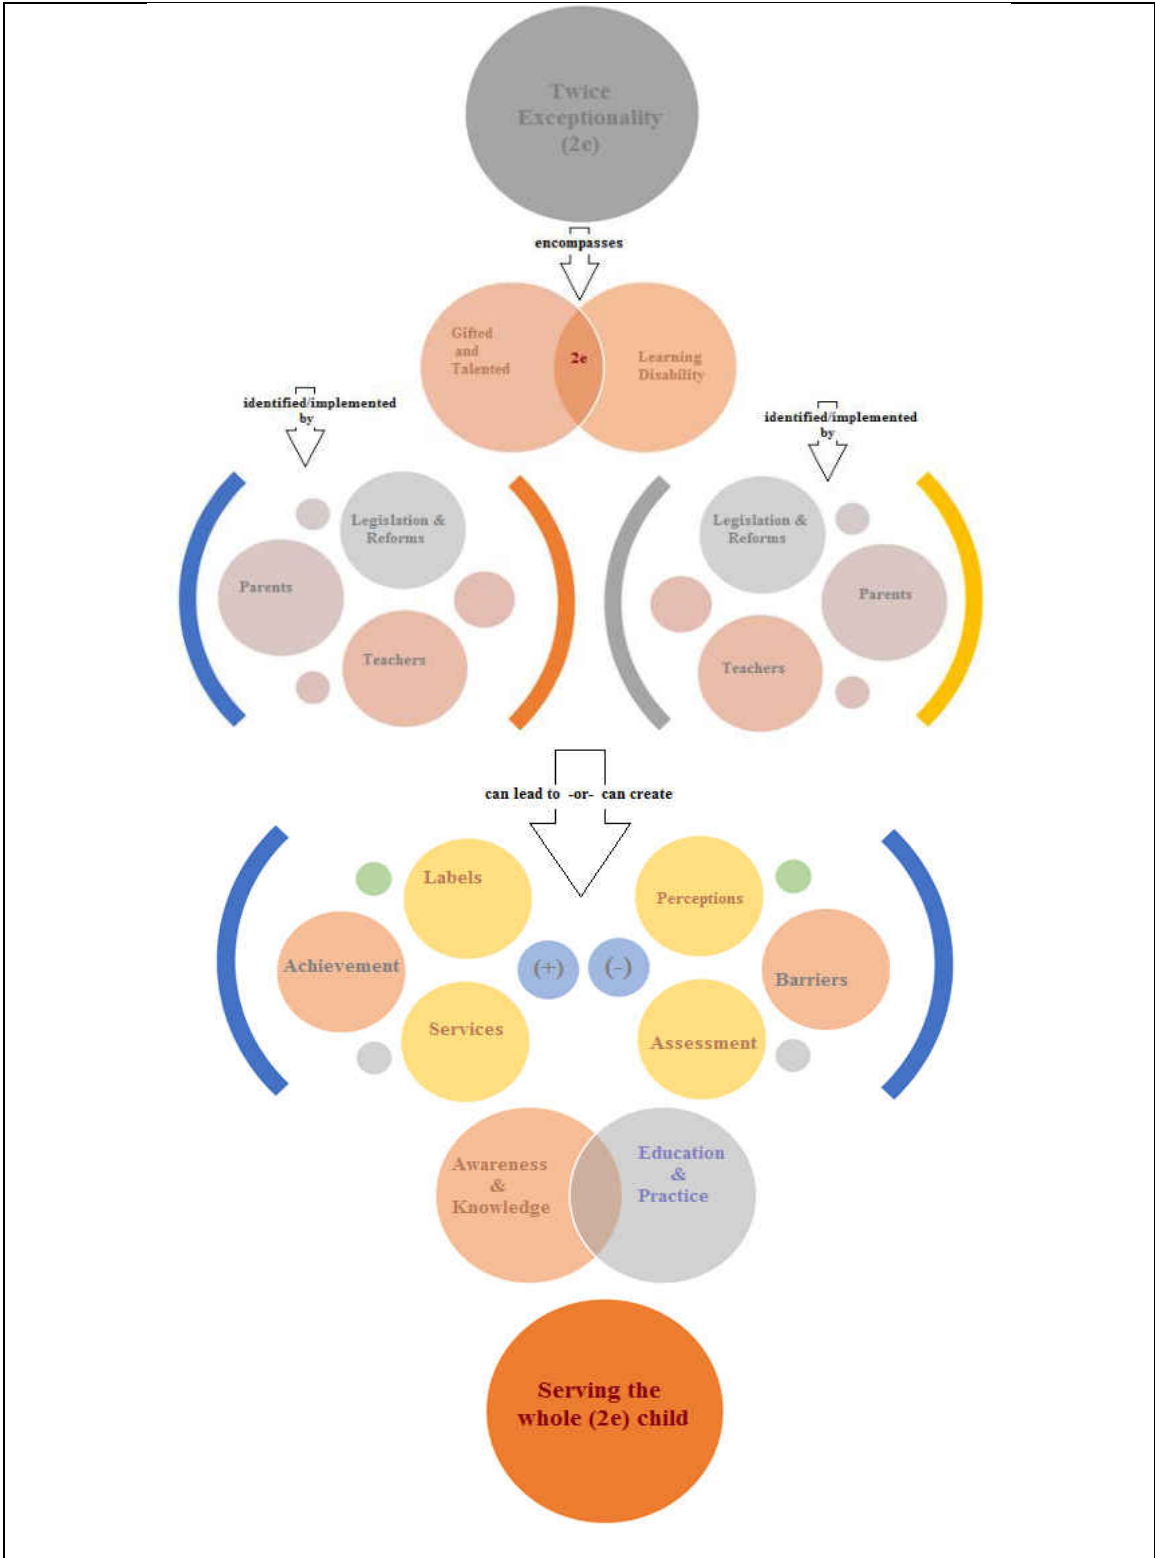 Twice
Exceptionality
(2e)
encompasses
Gifted
and
Talented
2e
Learning
Disability
identified/implemented
by
identified/implemented
by
Legislation &
Reforms
Parents
Teachers
Legislation &
Reforms
Parents
Teachers
can lead to -or- can create
Labels
Achievement
Services
(+)
(-)
Perceptions
Barriers
Assessment
Awareness
&
Knowledge
Education
&
Practice
Serving the
whole (2e) child